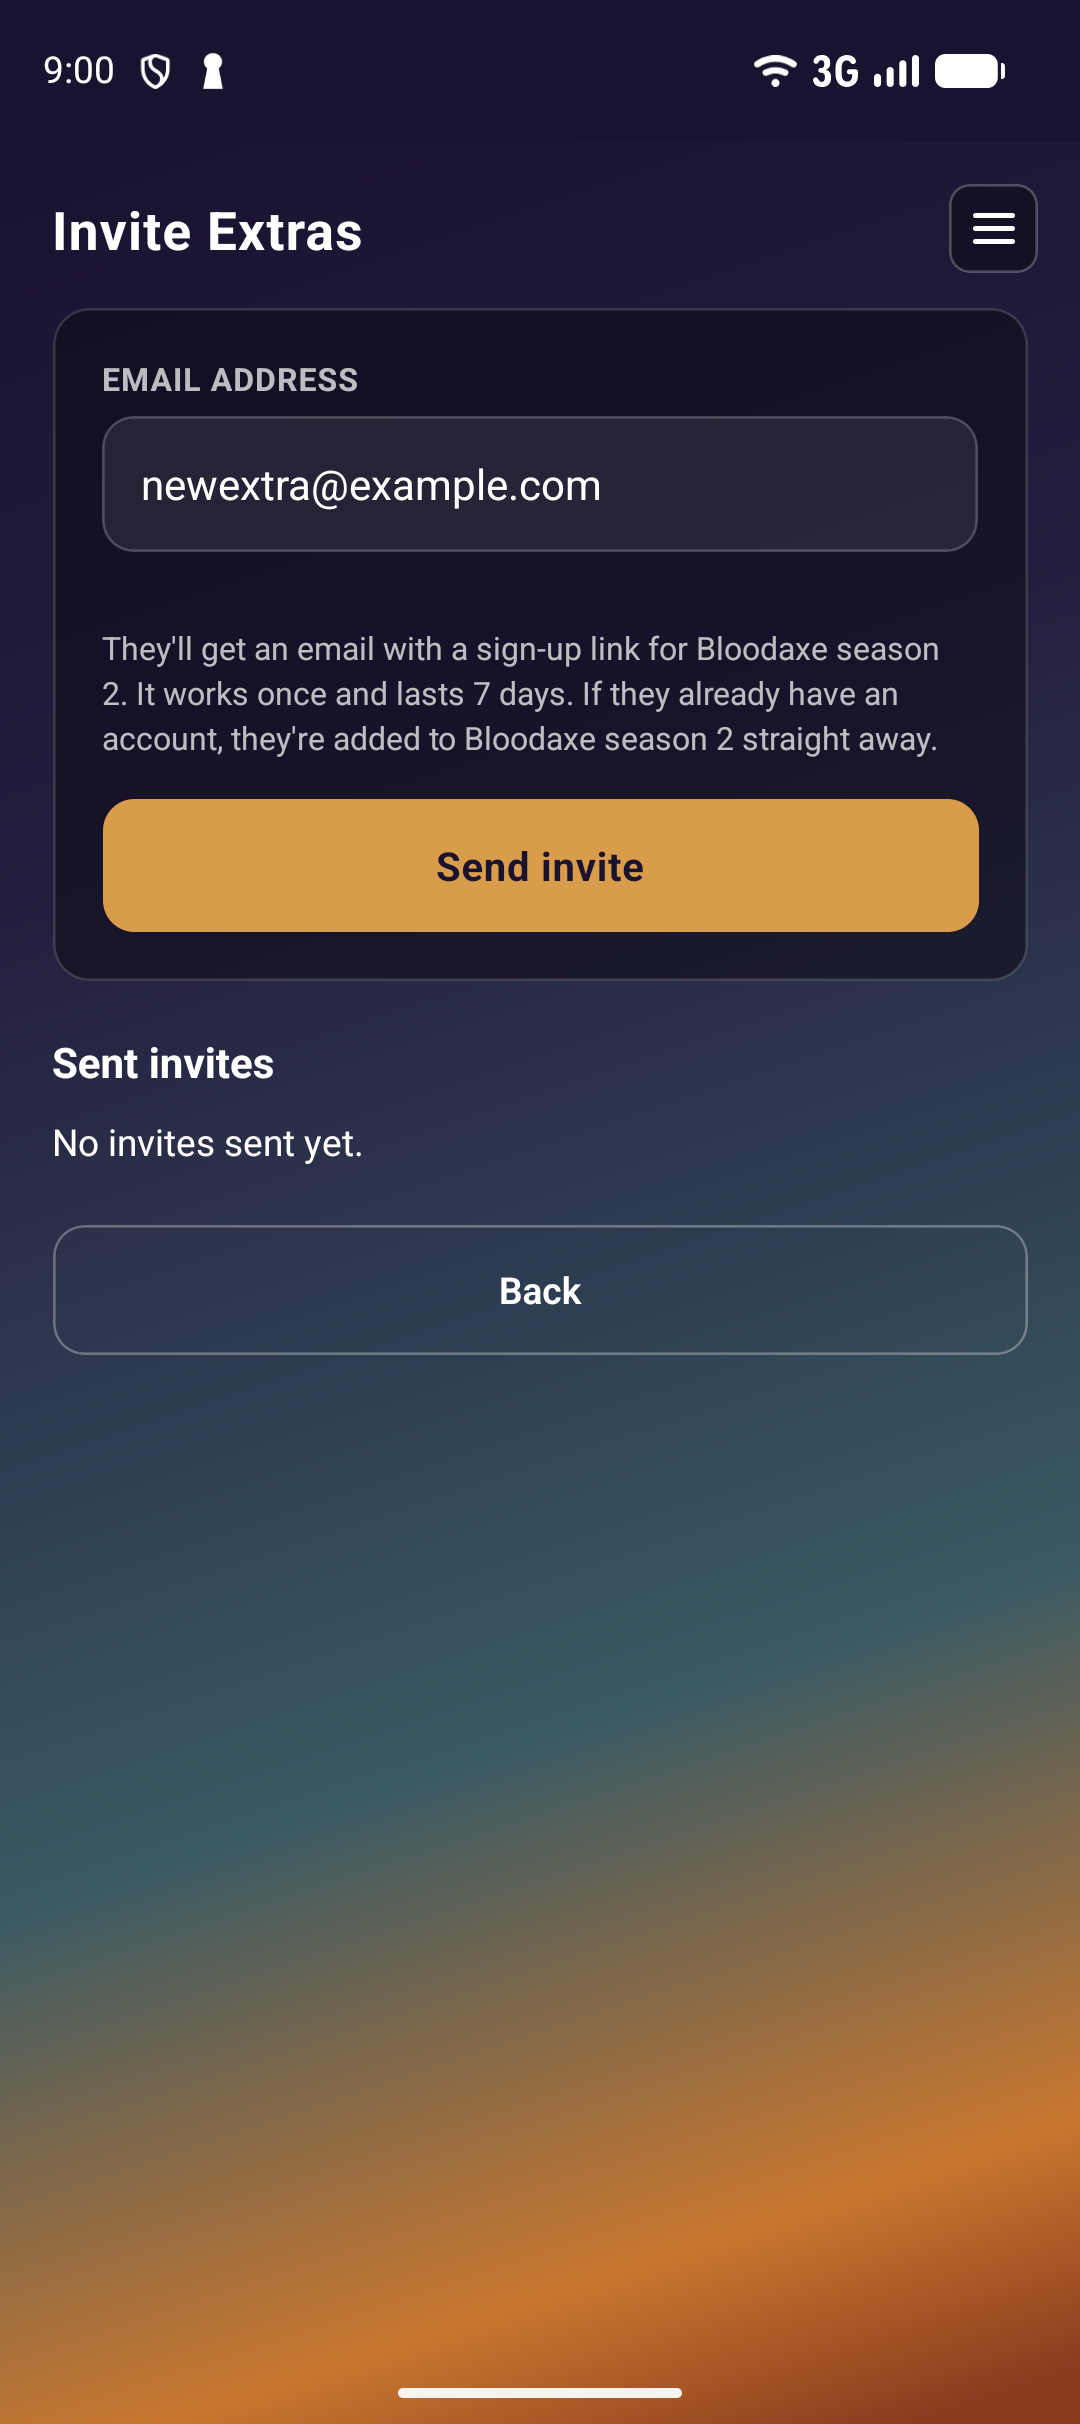 9:00
3G
Invite Extras
EMAIL ADDRESS
newextra@example.com
They'll get an email with a sign-up link for Bloodaxe season
2. It works once and lasts 7 days. If they already have an
account, they're added to Bloodaxe season 2 straight away.
Send invite
Sent invites
No invites sent yet.
Back